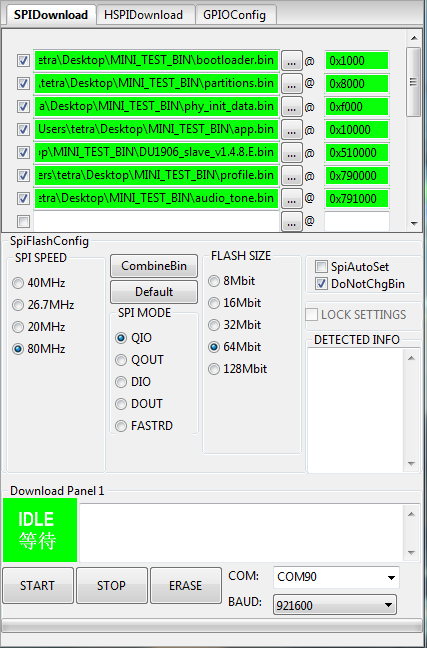 SPIDownload HSPIDownload GPIOConfig
etra\Desktop\MINI_TEST_BIN\bootloader.bin ... @ 0x1000
\tetra\Desktop\MINI_TEST_BIN\partitions.bin ... @ 0x8000
a\Desktop\MINI_TEST_BIN\phy_init_data.bin ... @ 0xf000
Users\tetra\Desktop\MINI_TEST_BIN\app.bin ... @ 0x10000
op\MINI_TEST_BIN\DU1906_slave_v1.4.8.E.bin ... @ 0x510000
ers\tetra\Desktop\MINI_TEST_BIN\profile.bin ... @ 0x790000
etra\Desktop\MINI_TEST_BIN\audio_tone.bin ... @ 0x791000
... @
SpiFlashConfig
SPI SPEED
40MHz
26.7MHz
20MHz
80MHz
CombineBin
Default
SPI MODE
QIO
QOUT
DIO
DOUT
FASTRD
FLASH SIZE
8Mbit
16Mbit
32Mbit
64Mbit
128Mbit
SpiAutoSet
DoNotChgBin
LOCK SETTINGS
DETECTED INFO
Download Panel 1
IDLE
等待
START STOP ERASE
COM: COM90
BAUD: 921600